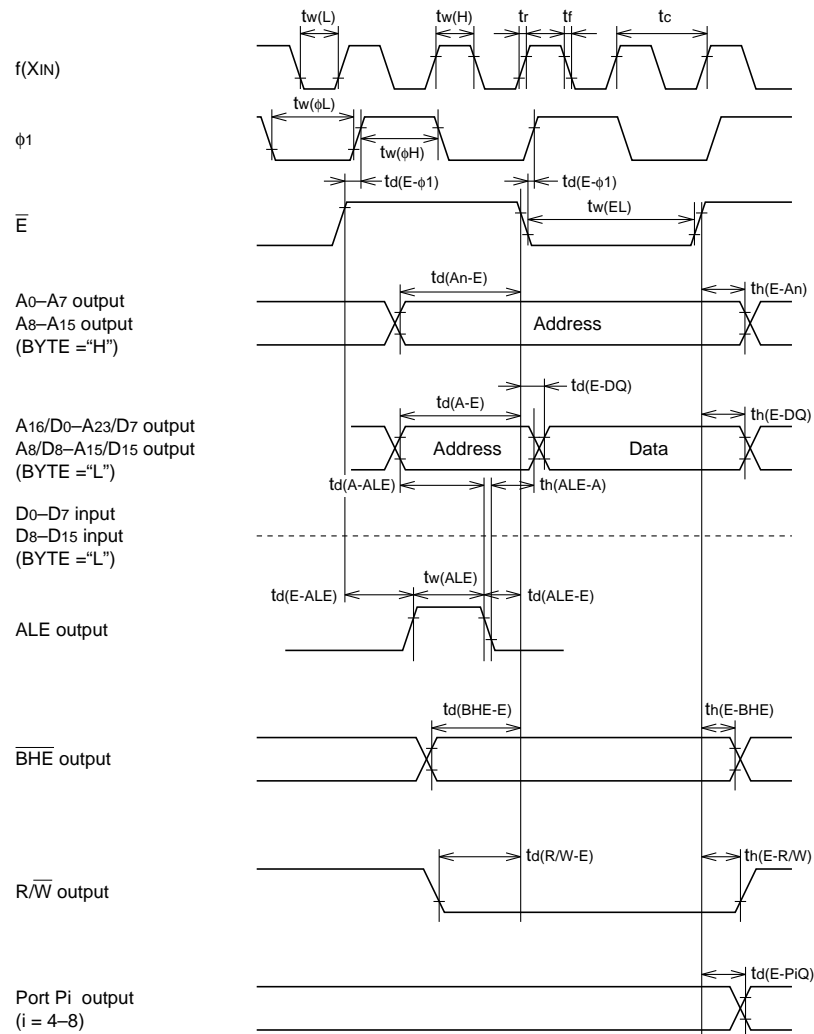 tw(L) tw(H) tr tf tc
f(XIN)
tw(ϕL)
ϕ1
tw(ϕH)
td(E-ϕ1) td(E-ϕ1)
tw(EL)
E
td(An-E) th(E-An)
A0–A7 output
A8–A15 output
(BYTE =“H”)
Address
td(E-DQ)
td(A-E) th(E-DQ)
A16/D0–A23/D7 output
A8/D8–A15/D15 output
(BYTE =“L”)
Address Data
td(A-ALE) th(ALE-A)
D0–D7 input
D8–D15 input
(BYTE =“L”)
tw(ALE)
td(E-ALE) td(ALE-E)
ALE output
td(BHE-E) th(E-BHE)
BHE output
td(R/W-E) th(E-R/W)
R/W output
td(E-PiQ)
Port Pi output
(i = 4–8)